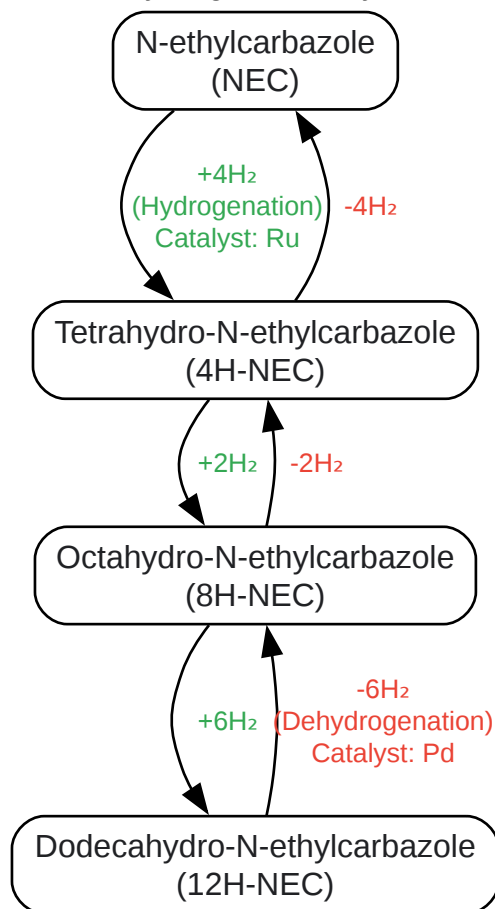 N-ethylcarbazole
(NEC)
+4H₂
(Hydrogenation)
Catalyst: Ru
-4H₂
Tetrahydro-N-ethylcarbazole
(4H-NEC)
+2H₂
-2H₂
Octahydro-N-ethylcarbazole
(8H-NEC)
+6H₂
-6H₂
(Dehydrogenation)
Catalyst: Pd
Dodecahydro-N-ethylcarbazole
(12H-NEC)